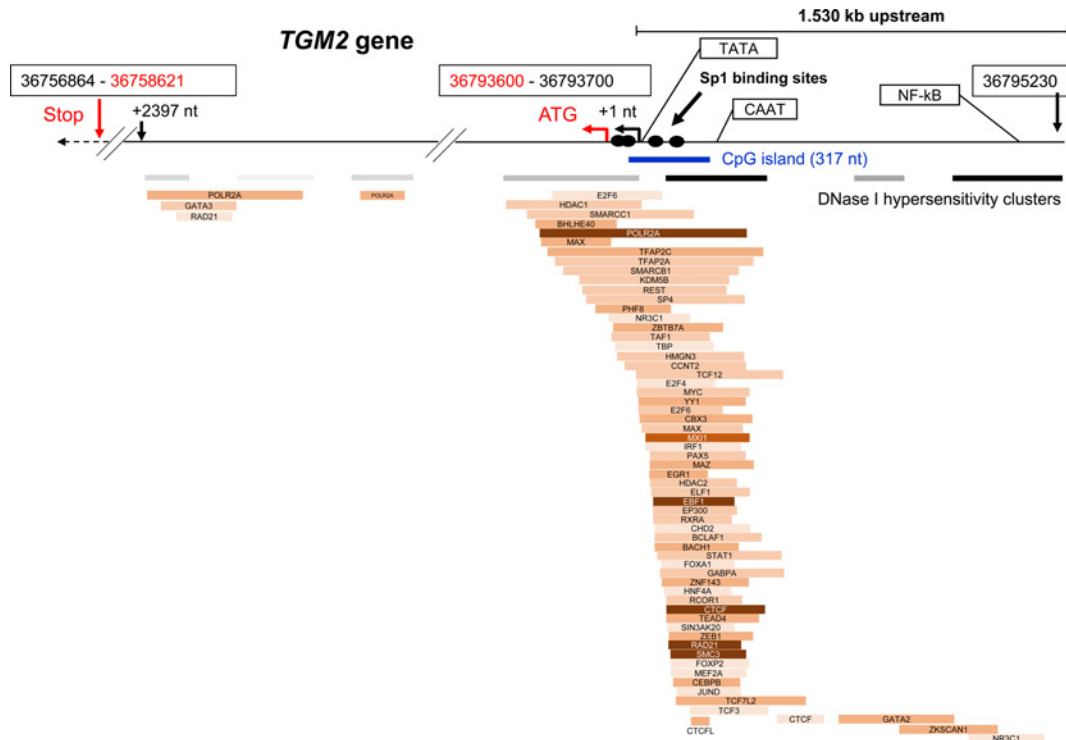 1.530 kb upstream
TGM2 gene
TATA
36756864 - 36758621
36793600 - 36793700
Sp1 binding sites
36795230
Stop
+2397 nt
ATG
+1 nt
CAAT
NF-kB
CpG island (317 nt)
DNase I hypersensitivity clusters
POLR2A
POLR2A
E2F6
GATA3
HDAC1
RAD21
SMARCC1
BHLHE40
POLR2A
MAX
TFAP2C
TFAP2A
SMARCB1
KDM5B
REST
SP4
PHF8
NR3C1
ZBTB7A
TAF1
TBP
HMGN3
CCNT2
TCF12
E2F4
MYC
YY1
E2F6
CBX3
MAX
MXI1
IRF1
PAX5
MAZ
EGR1
HDAC2
ELF1
EBF1
EP300
RXRA
CHD2
BCLAF1
BACH1
STAT1
FOXA1
GABPA
ZNF143
HNF4A
RCOR1
CTCF
TEAD4
SIN3AK20
ZEB1
RAD21
SMC3
FOXP2
MEF2A
CEBPB
JUND
TCF7L2
TCF3
CTCF
GATA2
CTCFL
ZKSCAN1
NR3C1